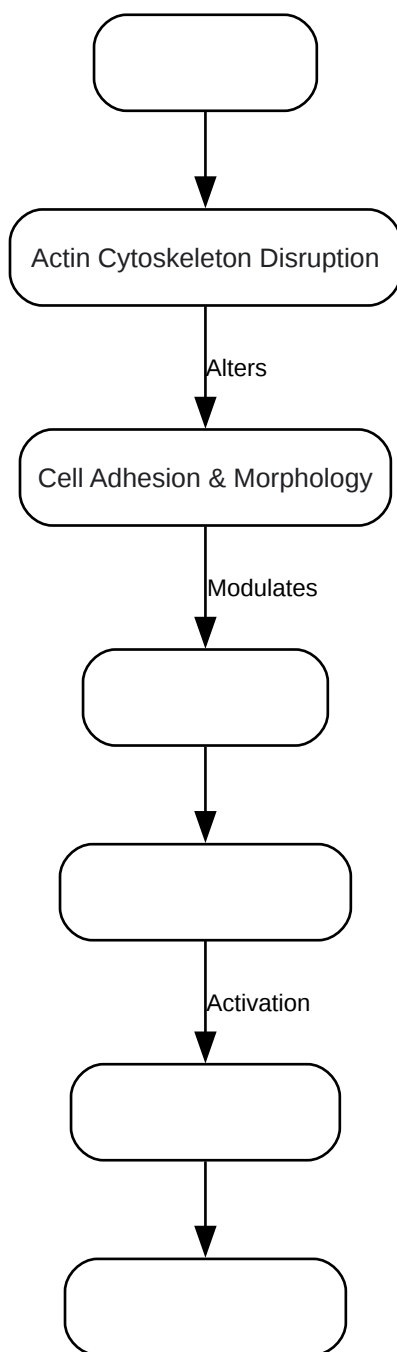 Actin Cytoskeleton Disruption
Alters
Cell Adhesion & Morphology
Modulates
Activation